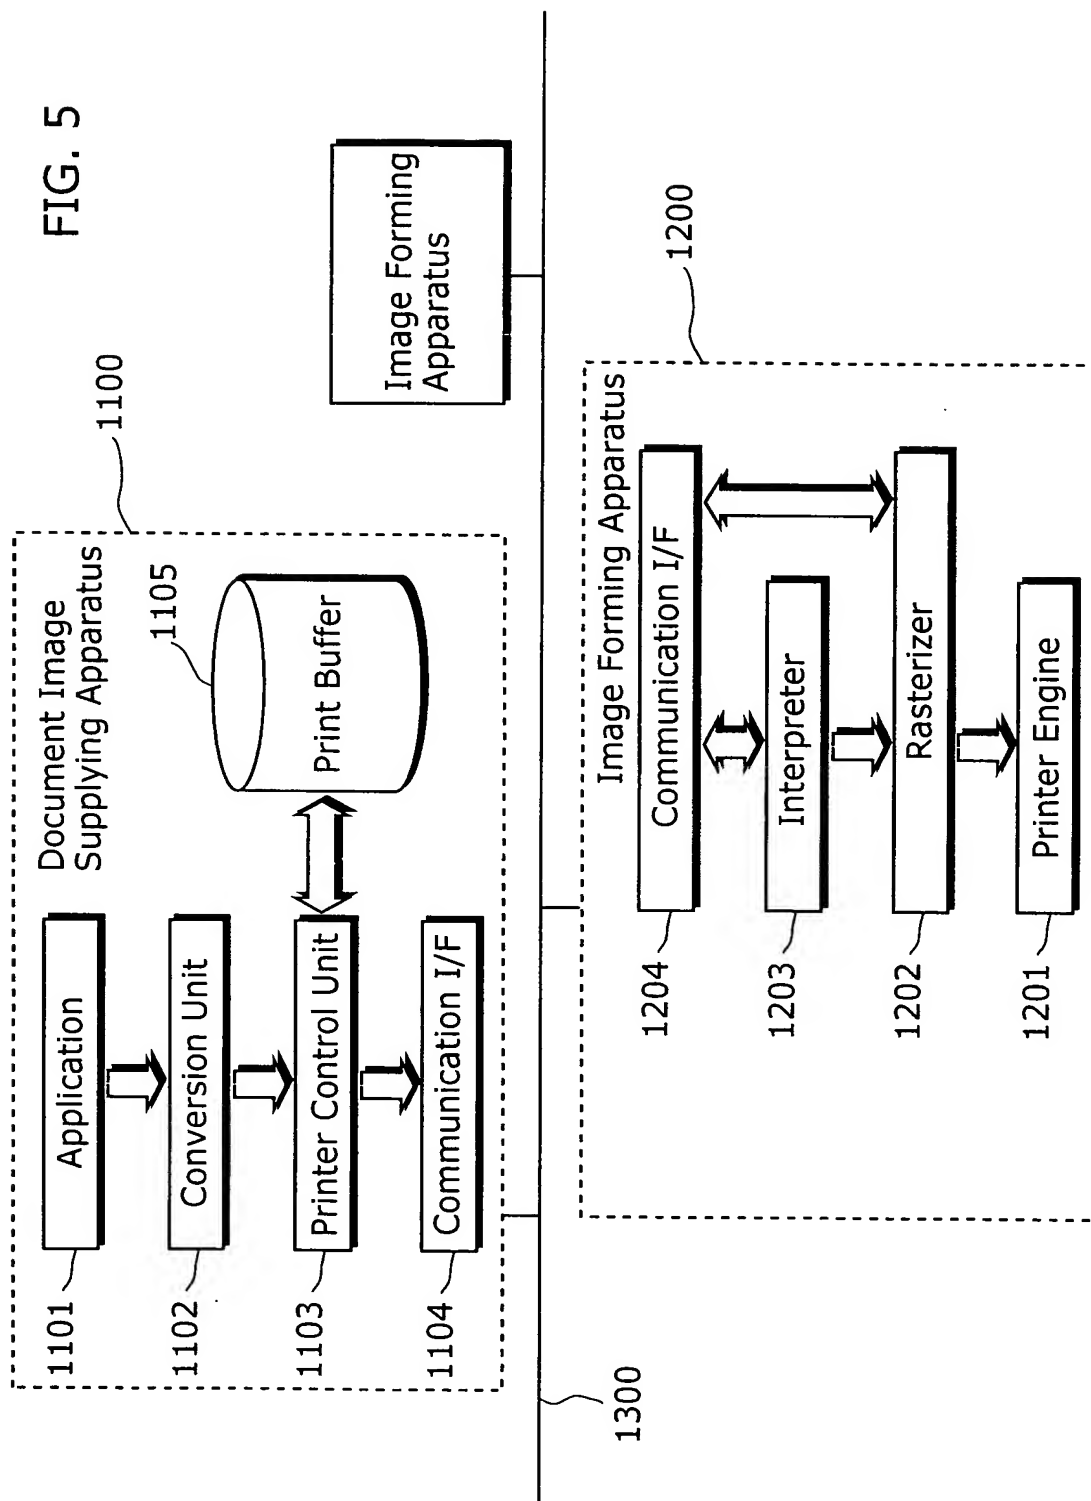 FIG. 5
1100
Document Image
Supplying Apparatus
1101
Application
1102
Conversion Unit
1103
Printer Control Unit
1104
Communication I/F
1105
Print Buffer
Image Forming
Apparatus
1300
1200
Image Forming Apparatus
1204
Communication I/F
1203
Interpreter
1202
Rasterizer
1201
Printer Engine